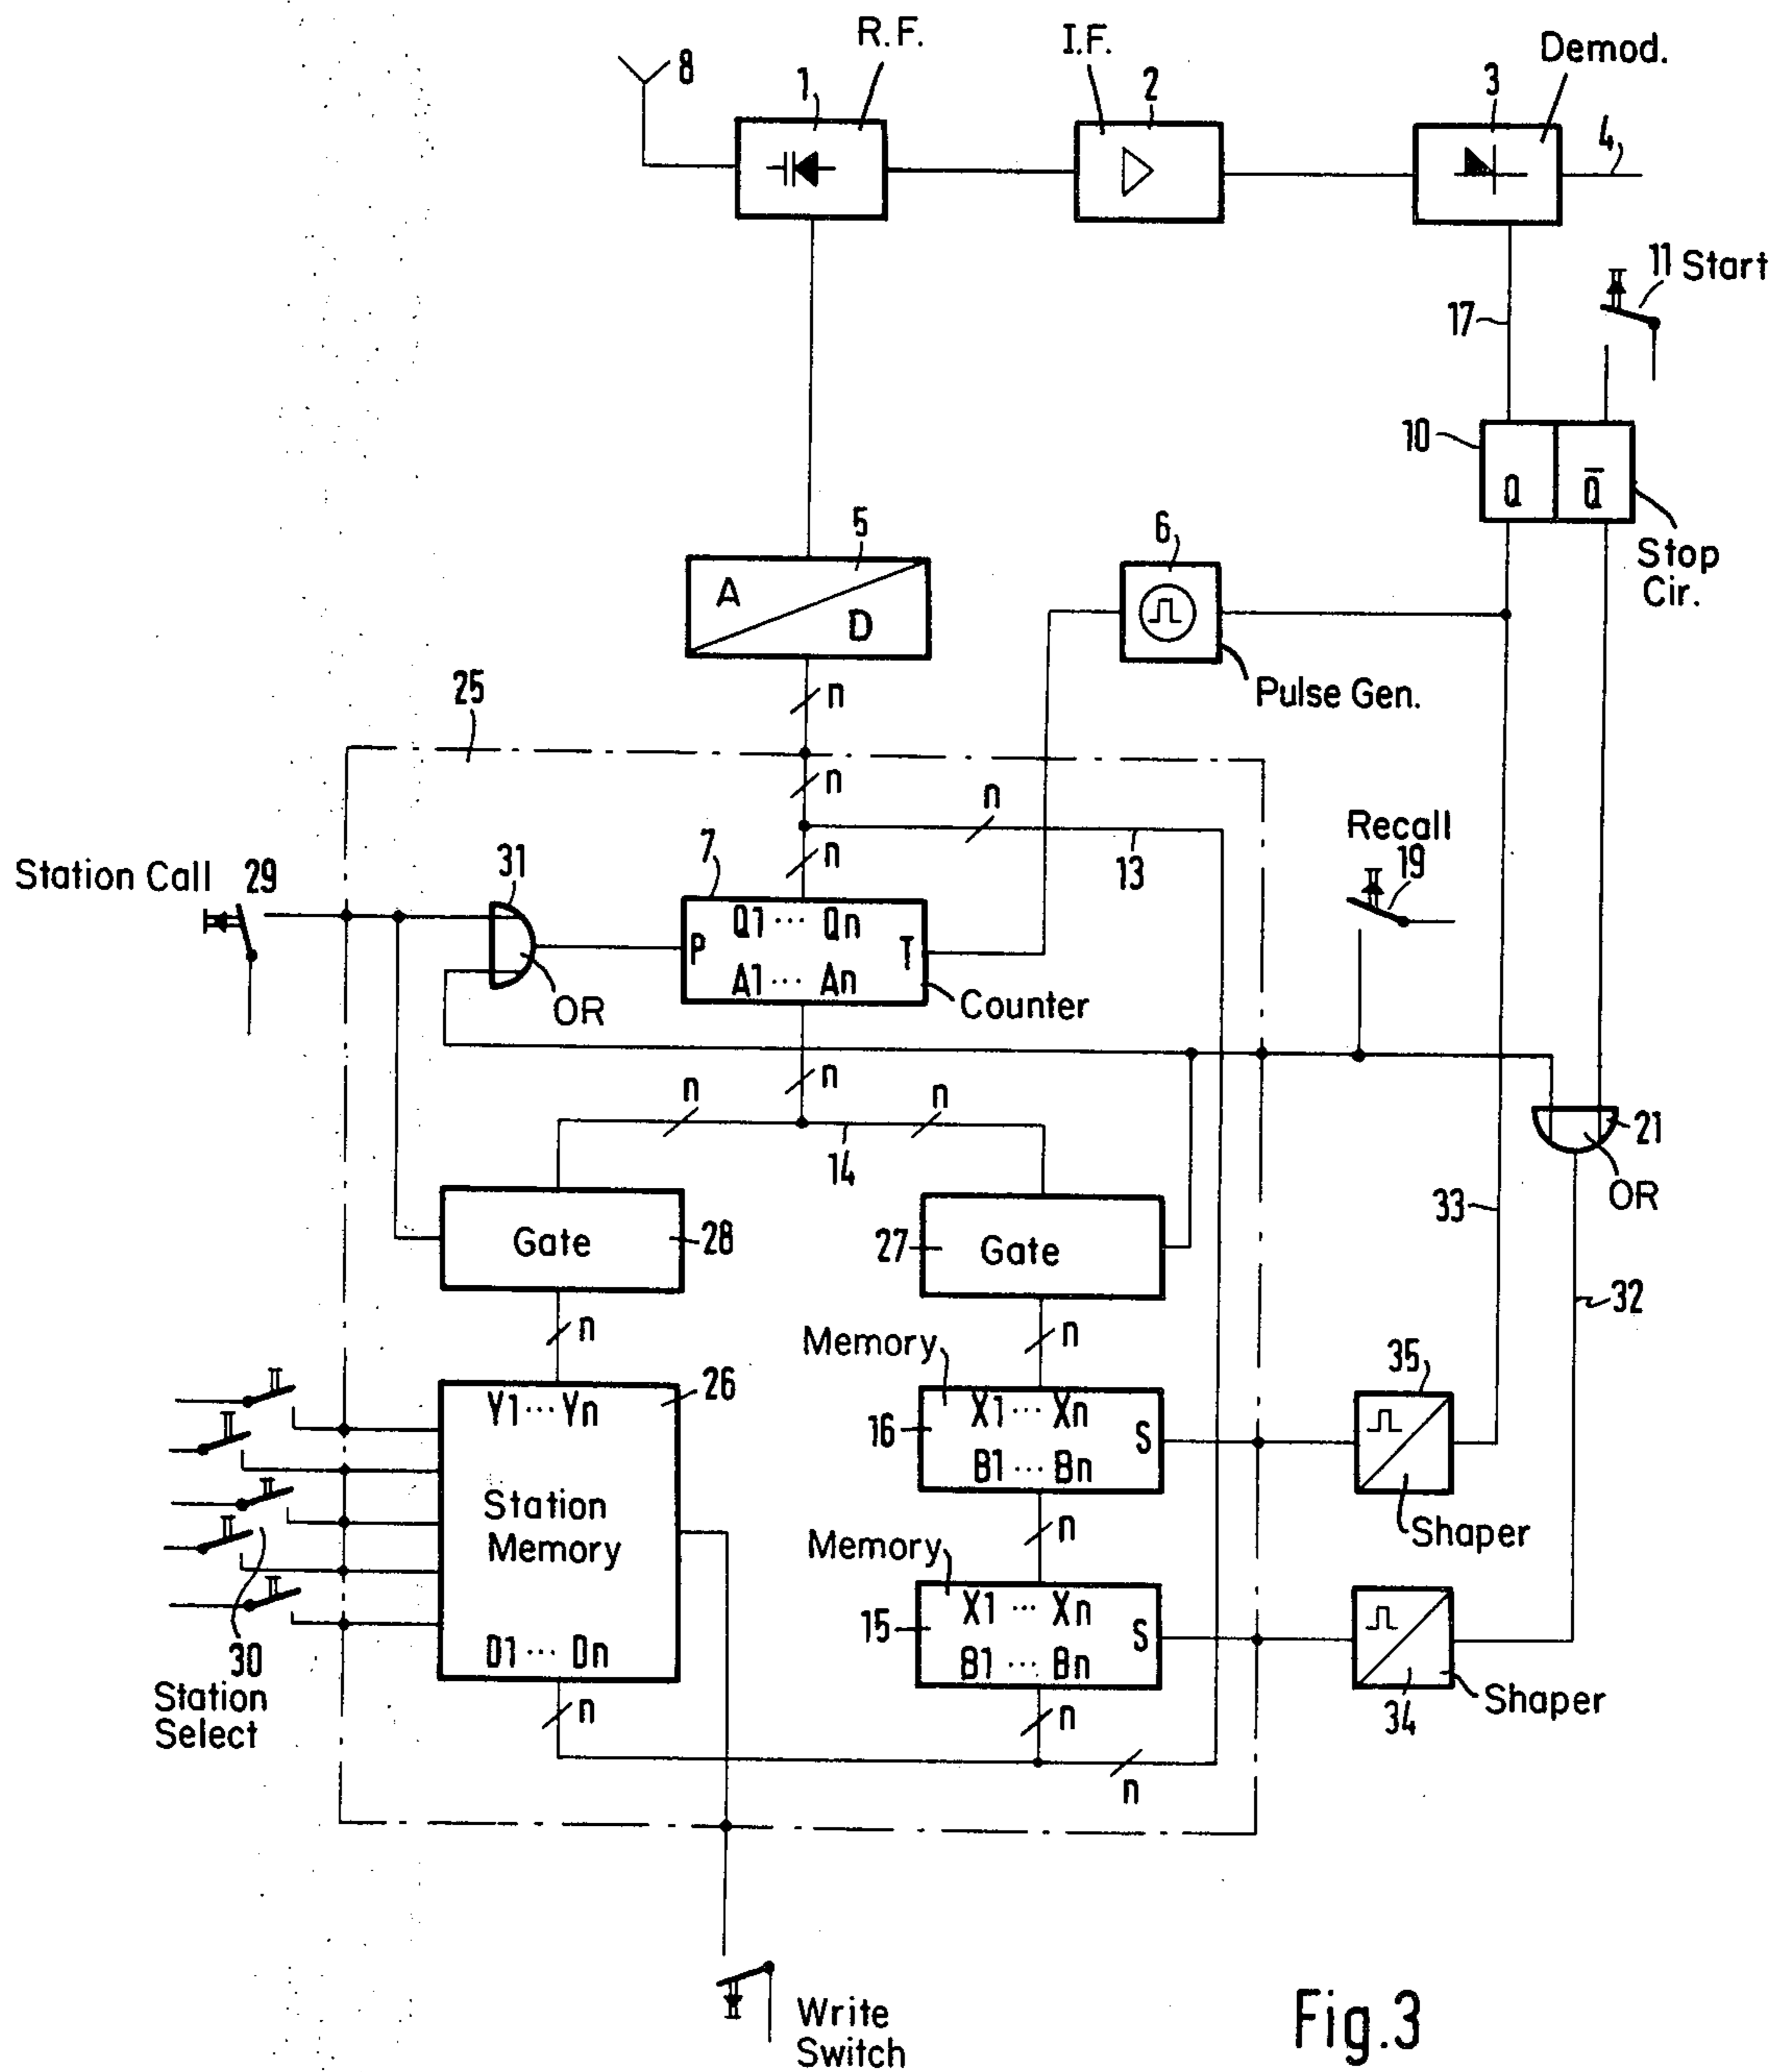 R.F.
I.F.
Demod.
8
1
2
3
4
11 Start
17
10
Q
Q̅
Stop
Cir.
5
A
D
6
Pulse Gen.
n
25
n
n
13
Recall
19
7
n
Station Call 29
31
OR
P
Q1 ··· Qn
A1 ··· An
T
Counter
n
n
n
14
21
OR
33
Gate
28
27
Gate
32
n
n
Memory
35
26
Y1 ··· Yn
Station
Memory
D1 ··· Dn
16
X1 ··· Xn
B1 ··· Bn
S
Shaper
n
Memory
15
X1 ··· Xn
B1 ··· Bn
S
30
Station
Select
34
Shaper
n
n
n
Write
Switch
Fig.3